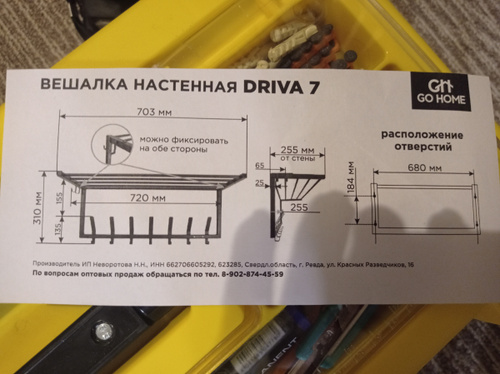 ВЕШАЛКА НАСТЕННАЯ DRIVA 7
GH
GO HOME
703 мм
можно фиксировать
на обе стороны
255 мм
от стены
расположение
отверстий
65
680 мм
25
184 мм
310 мм
155
720 мм
255
135
Производитель ИП Неворотова Н.Н., ИНН 662706605292, 623285, Свердл.область, г. Ревда, ул, Красных Разведчиков, 16
По вопросам оптовых продаж обращаться по тел. 8-902-874-45-59